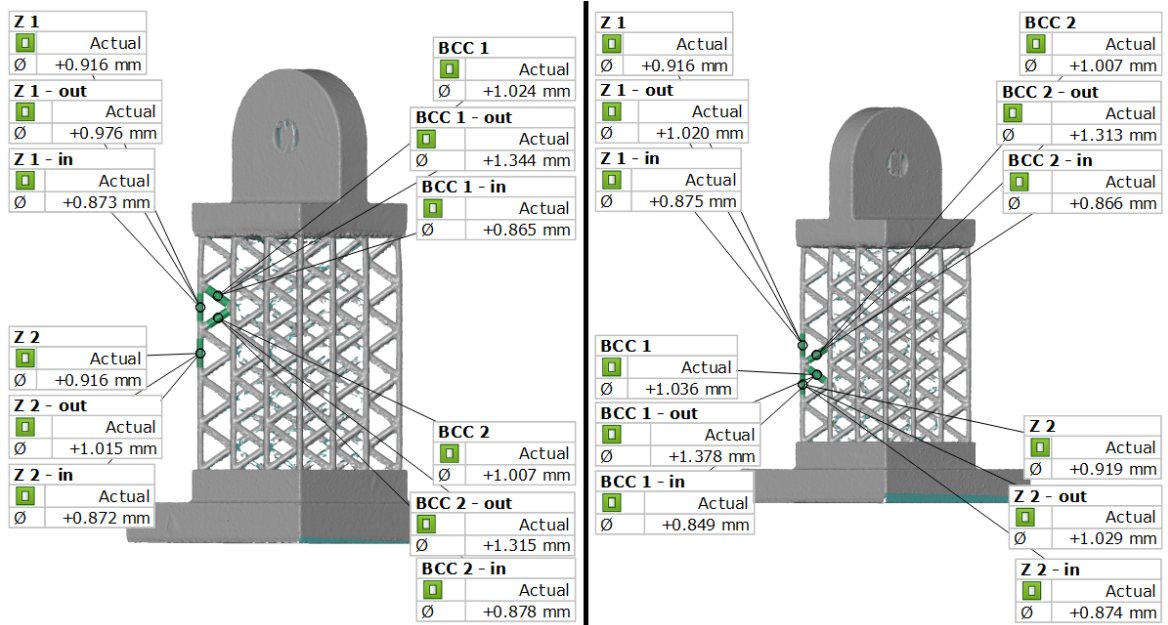 Z 1
Actual
Ø +0.916 mm
Z 1 - out
Actual
Ø +0.976 mm
Z 1 - in
Actual
Ø +0.873 mm
BCC 1
Actual
Ø +1.024 mm
BCC 1 - out
Actual
Ø +1.344 mm
BCC 1 - in
Actual
Ø +0.865 mm
Z 2
Actual
Ø +0.916 mm
Z 2 - out
Actual
Ø +1.015 mm
Z 2 - in
Actual
Ø +0.872 mm
BCC 2
Actual
Ø +1.007 mm
BCC 2 - out
Actual
Ø +1.315 mm
BCC 2 - in
Actual
Ø +0.878 mm
Z 1
Actual
Ø +0.916 mm
Z 1 - out
Actual
Ø +1.020 mm
Z 1 - in
Actual
Ø +0.875 mm
BCC 2
Actual
Ø +1.007 mm
BCC 2 - out
Actual
Ø +1.313 mm
BCC 2 - in
Actual
Ø +0.866 mm
BCC 1
Actual
Ø +1.036 mm
BCC 1 - out
Actual
Ø +1.378 mm
BCC 1 - in
Actual
Ø +0.849 mm
Z 2
Actual
Ø +0.919 mm
Z 2 - out
Actual
Ø +1.029 mm
Z 2 - in
Actual
Ø +0.874 mm